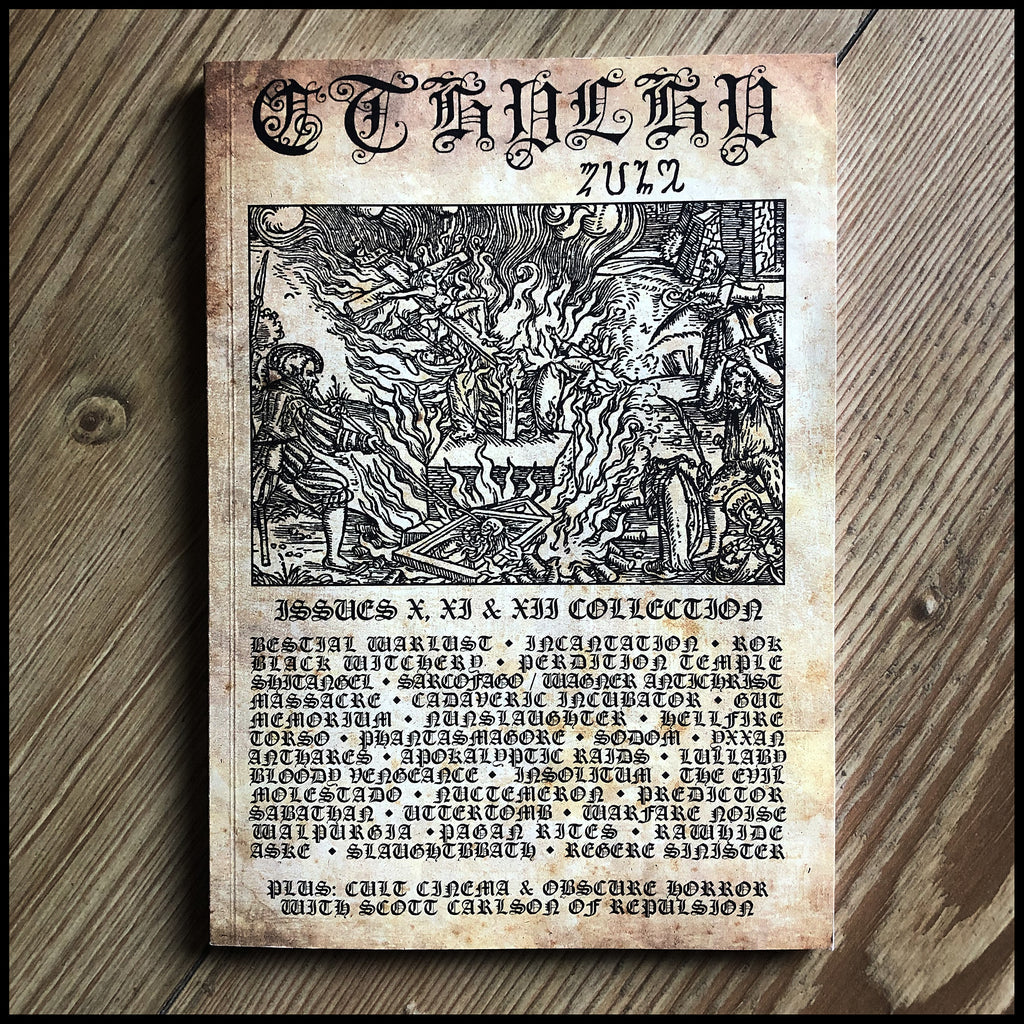 CTHULHU
ISSUES X, XI & XII COLLECTION
BESTIAL WARLUST • INCANTATION • ROK
BLACK WITCHERY • PERDITION TEMPLE
SHITANGEL • SARCOFAGO / WAGNER ANTICHRIST
MASSACRE • CADAVERIC INCUBATOR • GUT
MEMORIUM • NUNSLAUGHTER • HELLFIRE
TORSO • PHANTASMAGORE • SODOM • YXXAN
ANTHARES • APOKALYPTIC RAIDS • LULLABY
BLOODY VENGEANCE • INSOLITUM • THE EVIL
MOLESTADO • NUCTEMERON • PREDICTOR
SABATHAN • UTTERTOMB • WARFARE NOISE
WALPURGIA • PAGAN RITES • RAWHIDE
ASKE • SLAUGHTBBATH • REGERE SINISTER
PLUS: CULT CINEMA & OBSCURE HORROR
WITH SCOTT CARLSON OF REPULSION